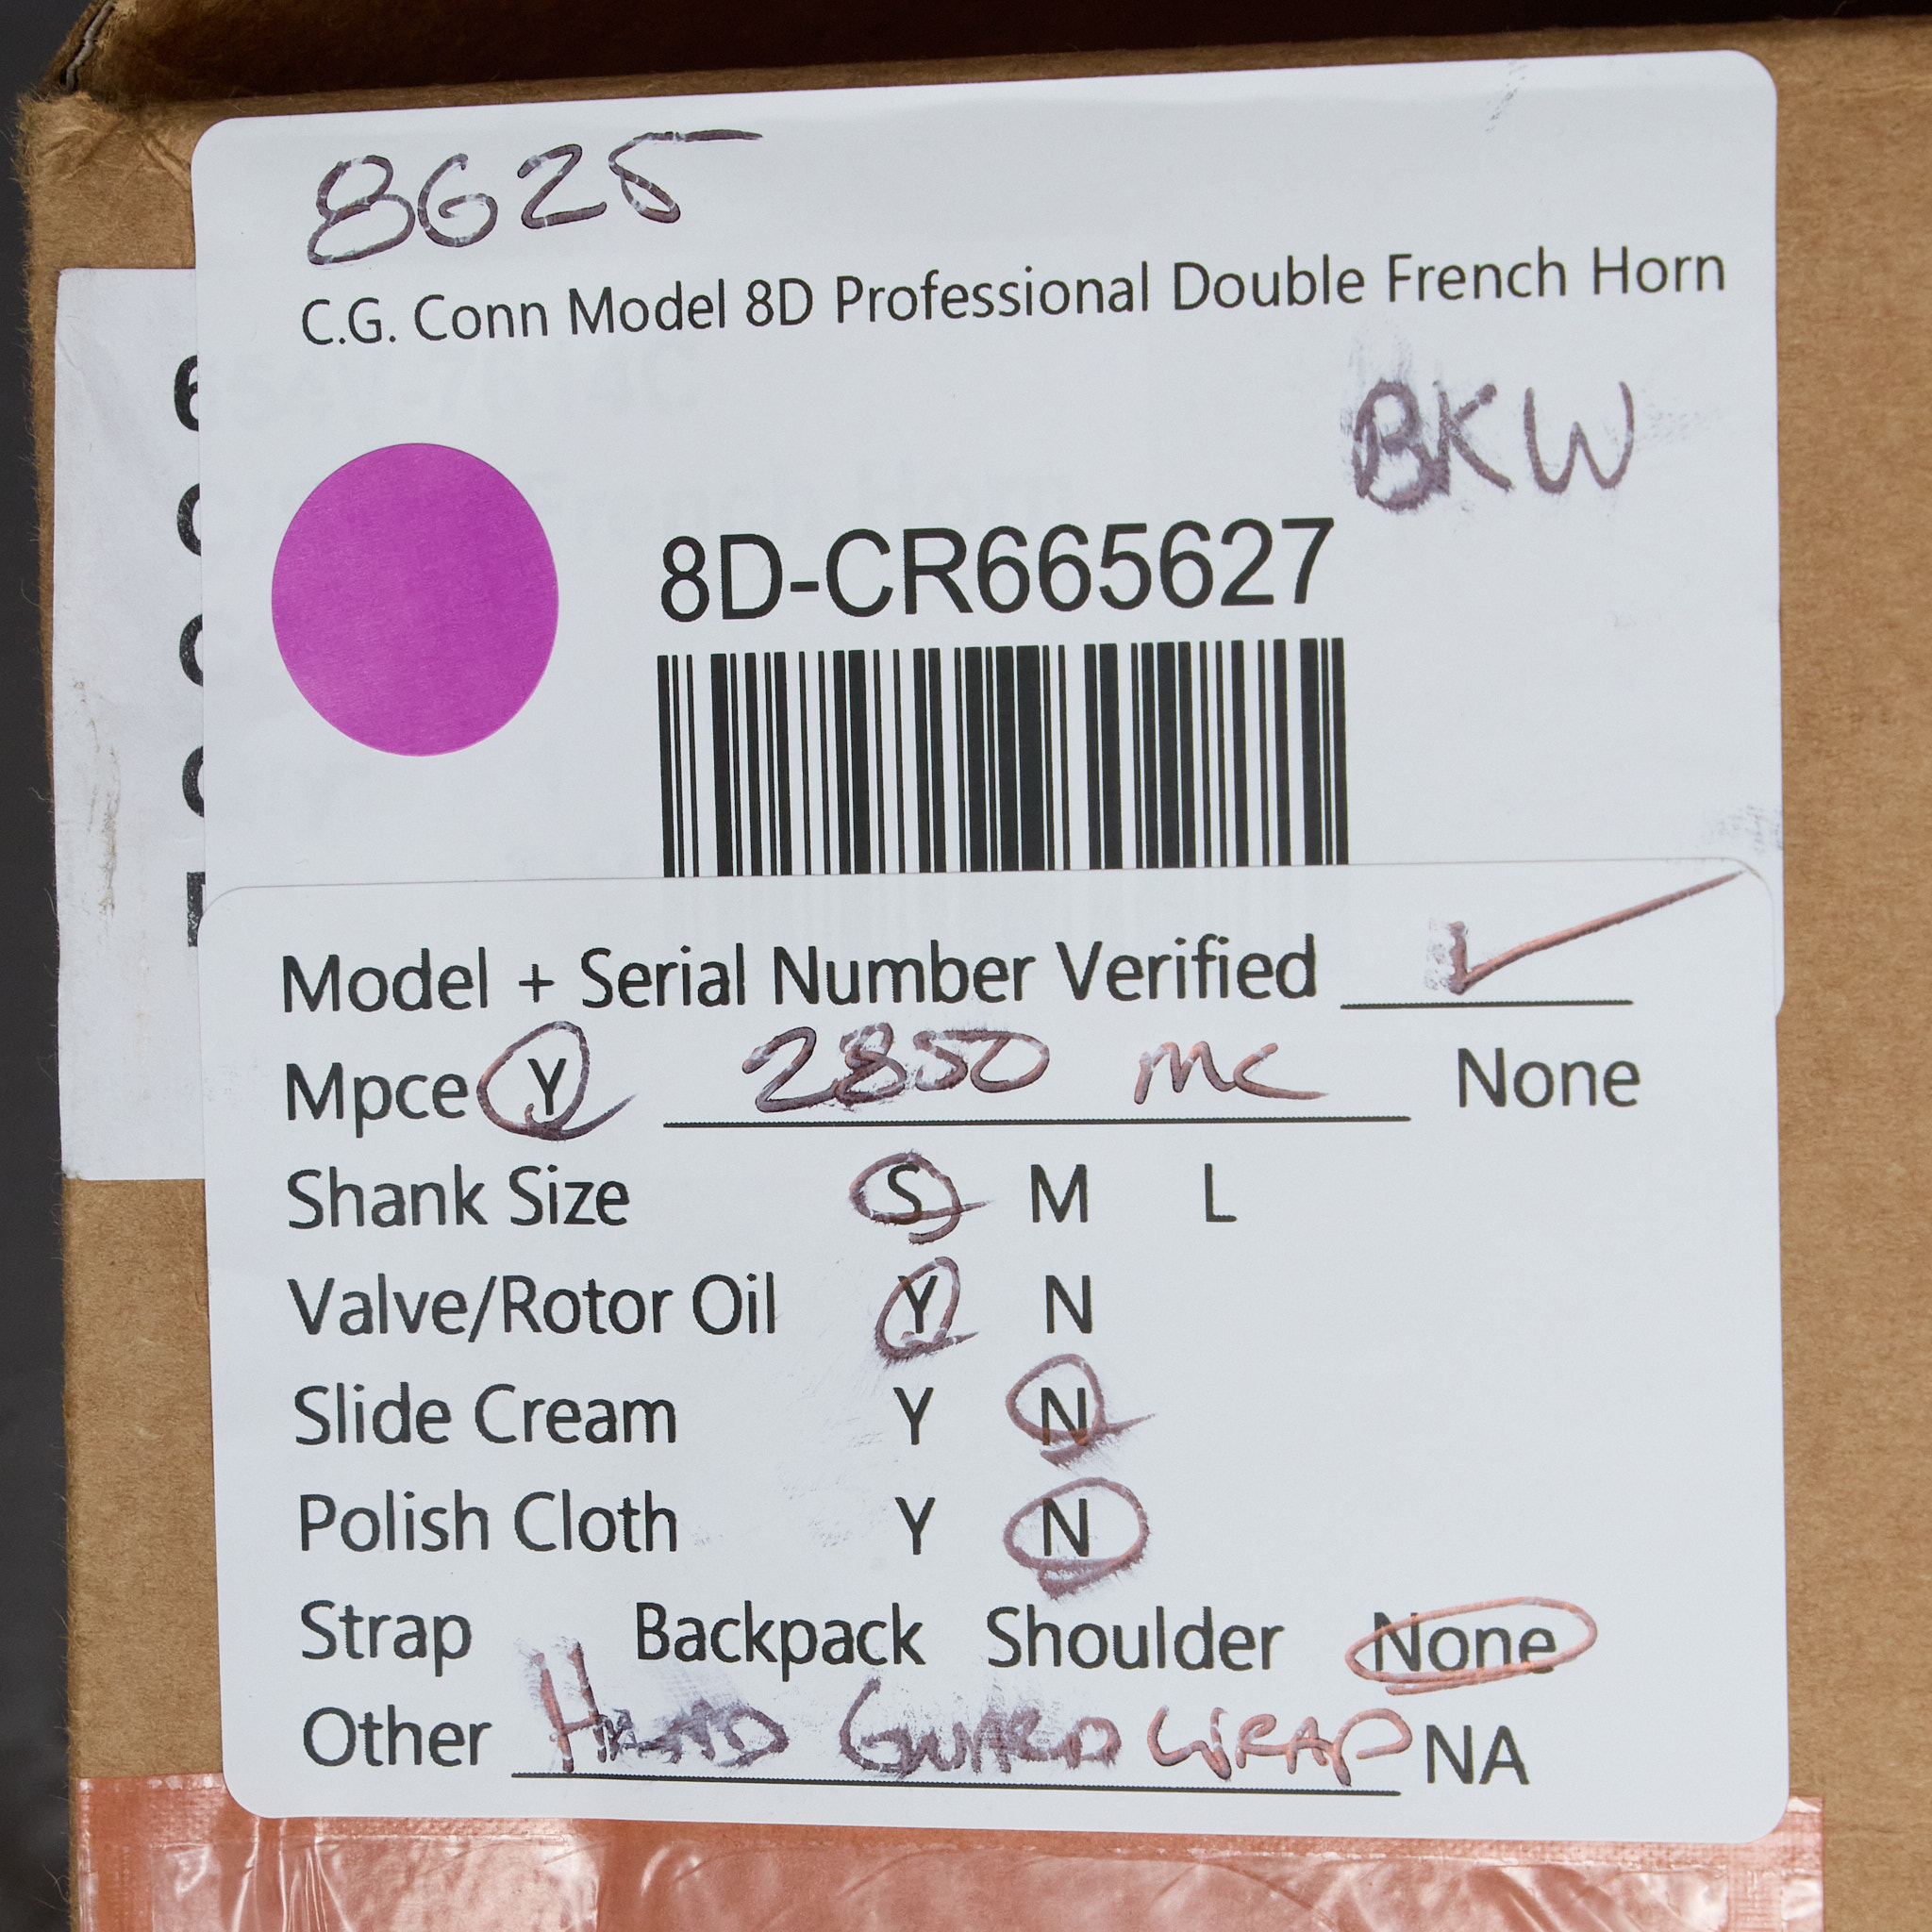 8625
C.G. Conn Model 8D Professional Double French Horn
BKW
8D-CR665627
Model + Serial Number Verified ✓
Mpce Y 2850 MC None
Shank Size S M L
Valve/Rotor Oil Y N
Slide Cream Y N
Polish Cloth Y N
Strap Backpack Shoulder None
Other HAND GUARD WRAP NA